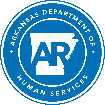 • ARKANSAS DEPARTMENT OF •
HUMAN SERVICES
AR